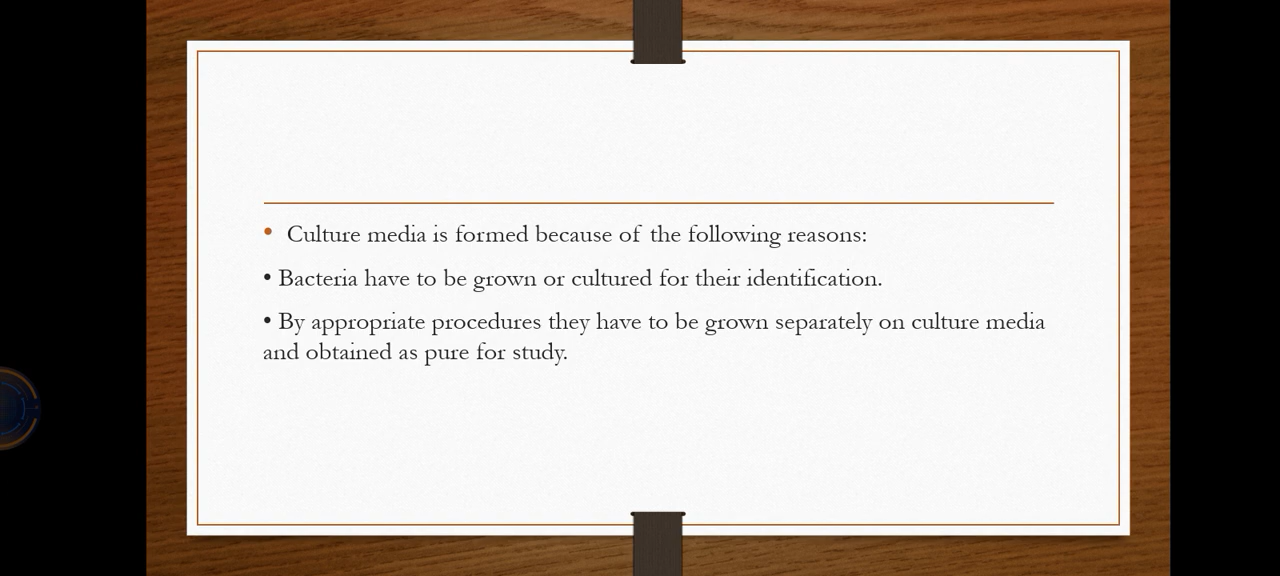 • Culture media is formed because of the following reasons:
• Bacteria have to be grown or cultured for their identification.
• By appropriate procedures they have to be grown separately on culture media
and obtained as pure for study.